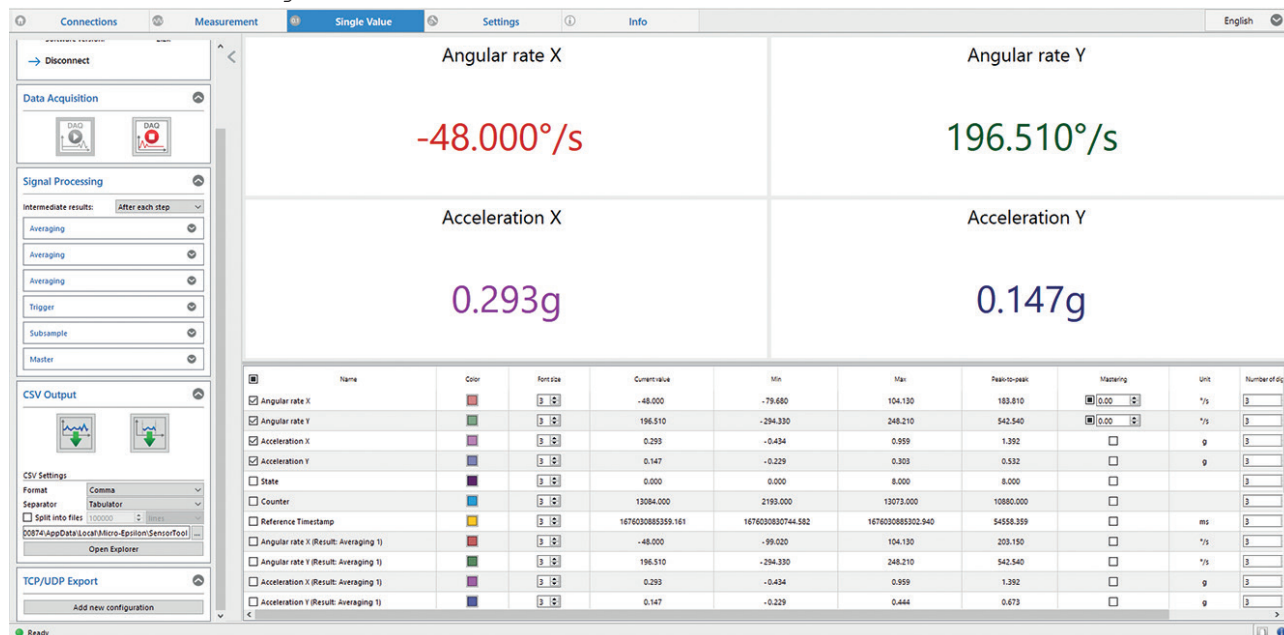 Connections Measurement Single Value Settings Info English
Disconnect
Data Acquisition
DAQ DAQ
Signal Processing
Intermediate results: After each step
Averaging
Averaging
Averaging
Trigger
Subsample
Master
CSV Output
CSV Settings
Format Comma
Separator Tabulator
Split into files 100000 lines
00874\AppData\Local\Micro-Epsilon\SensorTool ...
Open Explorer
TCP/UDP Export
Add new configuration
Ready
Angular rate X
-48.000°/s
Angular rate Y
196.510°/s
Acceleration X
0.293g
Acceleration Y
0.147g
Name Color Font size Current value Min Max Peak-to-peak Mastering Unit Number of dig
Angular rate X 3 -48.000 -79.680 104.130 183.810 0.00 °/s 3
Angular rate Y 3 196.510 -294.330 248.210 542.540 0.00 °/s 3
Acceleration X 3 0.293 -0.434 0.959 1.392 g 3
Acceleration Y 3 0.147 -0.229 0.303 0.532 g 3
State 3 0.000 0.000 8.000 8.000 3
Counter 3 13084.000 2193.000 13073.000 10880.000 3
Reference Timestamp 3 1676030885359.161 1676030830744.582 1676030885302.940 54558.359 ms 3
Angular rate X (Result: Averaging 1) 3 -48.000 -99.020 104.130 203.150 °/s 3
Angular rate Y (Result: Averaging 1) 3 196.510 -294.330 248.210 542.540 °/s 3
Acceleration X (Result: Averaging 1) 3 0.293 -0.434 0.959 1.392 g 3
Acceleration Y (Result: Averaging 1) 3 0.147 -0.229 0.444 0.673 g 3